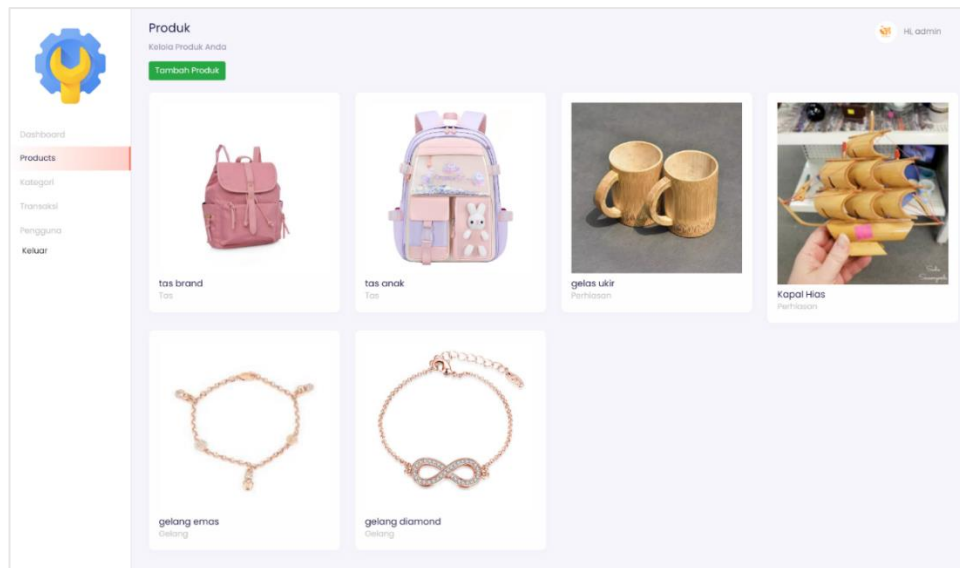 Produk
Hi, admin
Kelola Produk Anda
Tambah Produk
Dashboard
Products
Kategori
Transaksi
Pengguna
Keluar
tas brand
Tas
tas anak
Tas
gelas ukir
Perhiasan
Kapal Hias
Perhiasan
gelang emas
Gelang
gelang diamond
Gelang